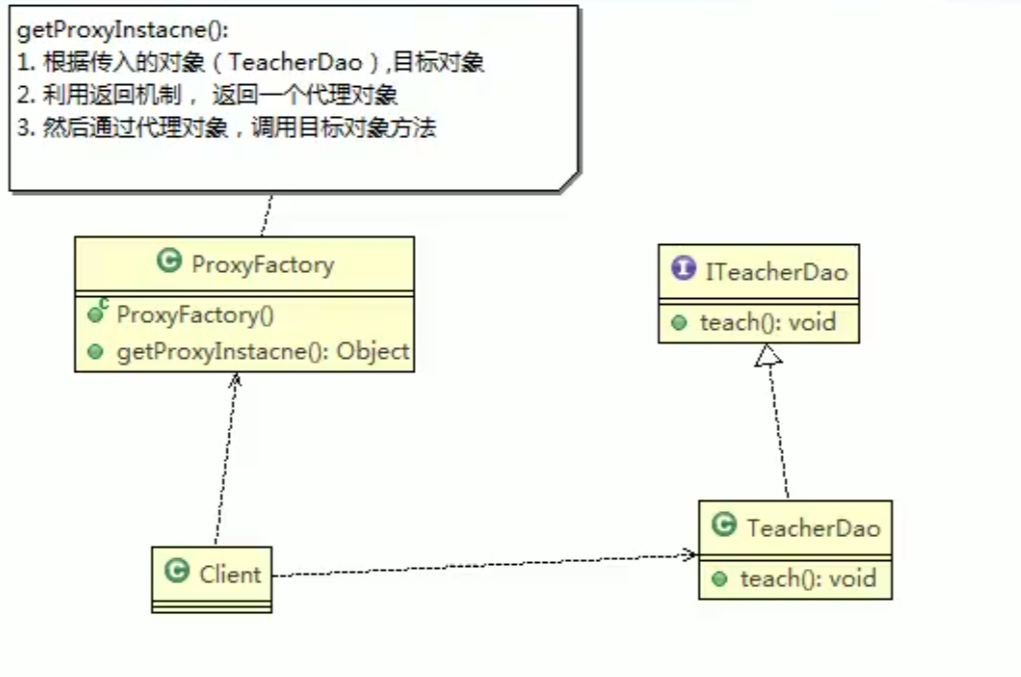 getProxyInstacne():
1. 根据传入的对象（TeacherDao）,目标对象
2. 利用返回机制， 返回一个代理对象
3. 然后通过代理对象，调用目标对象方法
C ProxyFactory
C ProxyFactory()
getProxyInstacne(): Object
I ITeacherDao
teach(): void
C Client
C TeacherDao
teach(): void